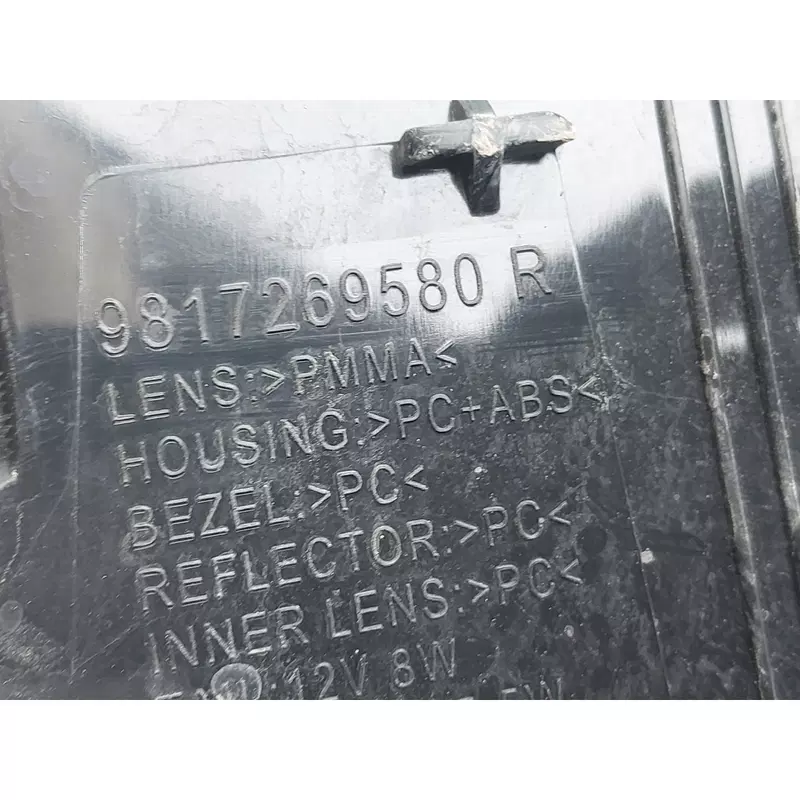 9817269580 R
LENS:>PMMA<
HOUSING:>PC+ABS<
BEZEL:>PC<
REFLECTOR:>PC<
INNER LENS:>PC<
:12V 8W